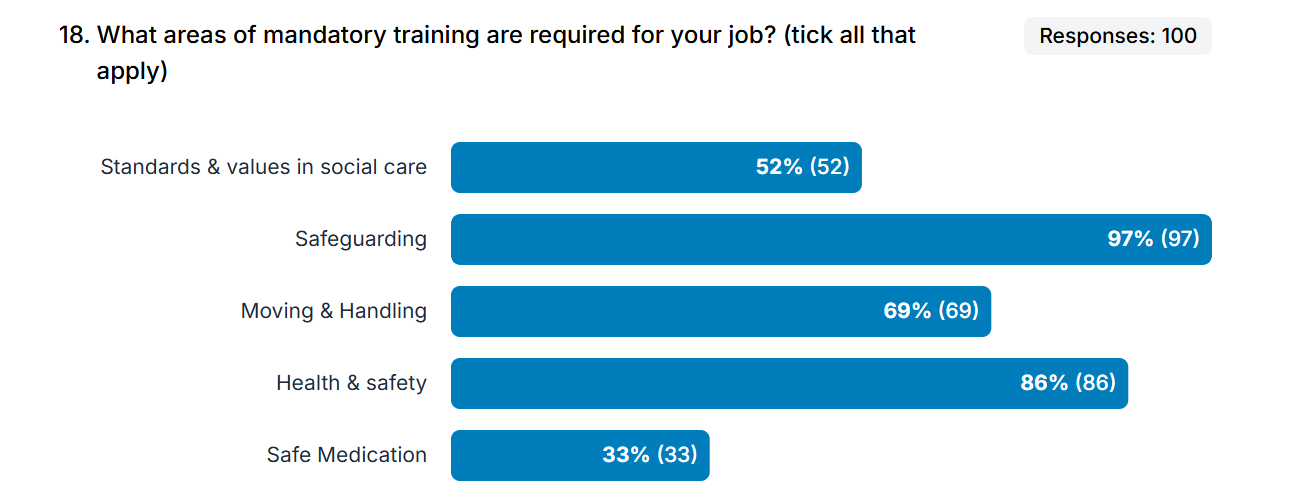 18. What areas of mandatory training are required for your job? (tick all that
apply)
Responses: 100
Standards & values in social care 52% (52)
Safeguarding 97% (97)
Moving & Handling 69% (69)
Health & safety 86% (86)
Safe Medication 33% (33)